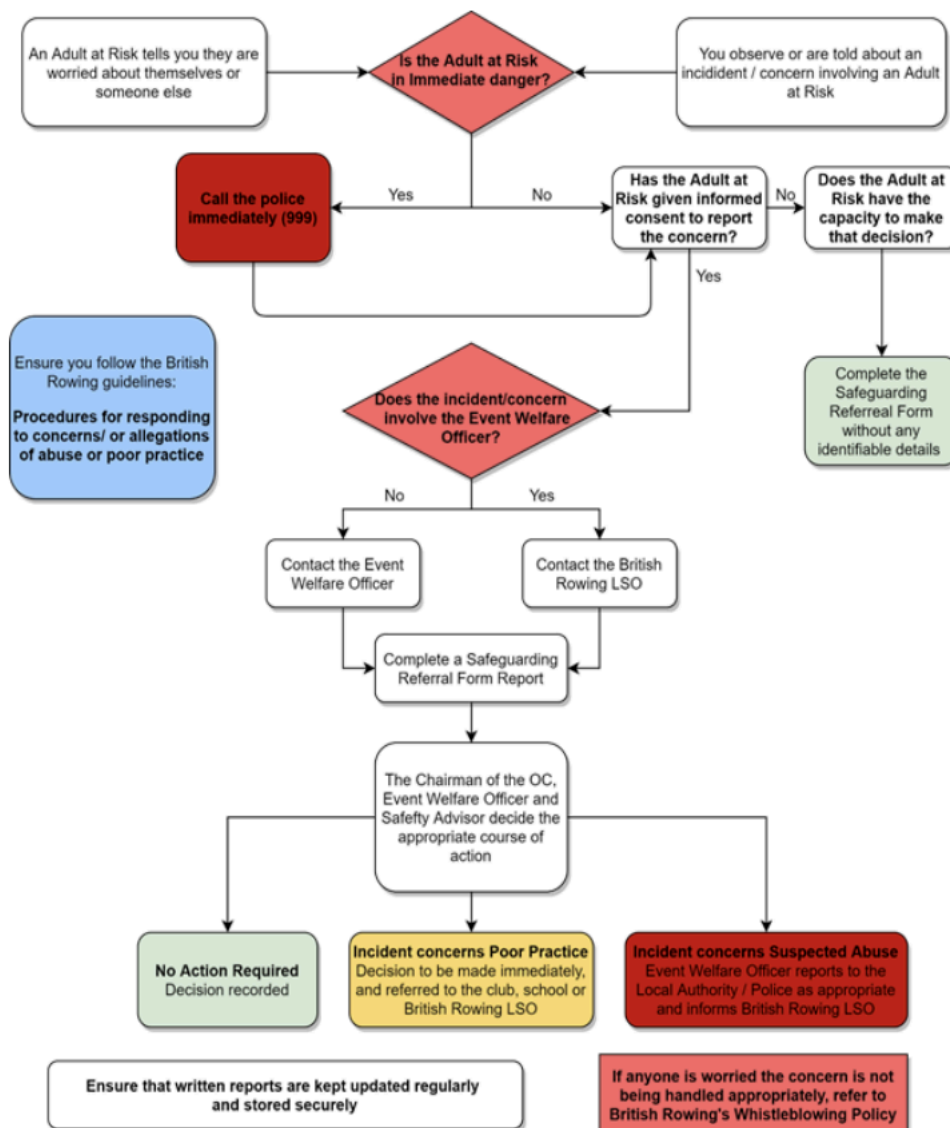 An Adult at Risk tells you they are
worried about themselves or
someone else
Is the Adult at Risk
in Immediate danger?
You observe or are told about an
incidident / concern involving an Adult
at Risk
Call the police
immediately (999)
Yes
No
Has the Adult at
Risk given informed
consent to report
the concern?
No
Does the Adult at
Risk have the
capacity to make
that decision?
Yes
Ensure you follow the British
Rowing guidelines:
Procedures for responding
to concerns/ or allegations
of abuse or poor practice
Does the incident/concern
involve the Event Welfare
Officer?
Complete the
Safeguarding
Referreal Form
without any
identifiable details
No
Yes
Contact the Event
Welfare Officer
Contact the British
Rowing LSO
Complete a Safeguarding
Referral Form Report
The Chairman of the OC,
Event Welfare Officer and
Safefty Advisor decide the
appropriate course of
action
No Action Required
Decision recorded
Incident concerns Poor Practice
Decision to be made immediately,
and referred to the club, school or
British Rowing LSO
Incident concerns Suspected Abuse
Event Welfare Officer reports to the
Local Authority / Police as appropriate
and informs British Rowing LSO
Ensure that written reports are kept updated regularly
and stored securely
If anyone is worried the concern is not
being handled appropriately, refer to
British Rowing's Whistleblowing Policy